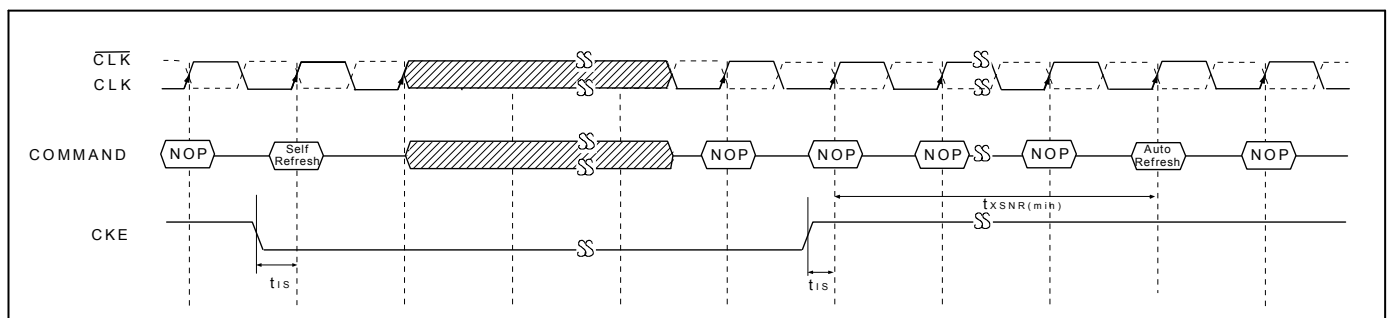 CLK
CLK
COMMAND
NOP
Self
Refresh
NOP
NOP
NOP
NOP
Auto
Refresh
NOP
tXSNR(min)
CKE
tIS
tIS